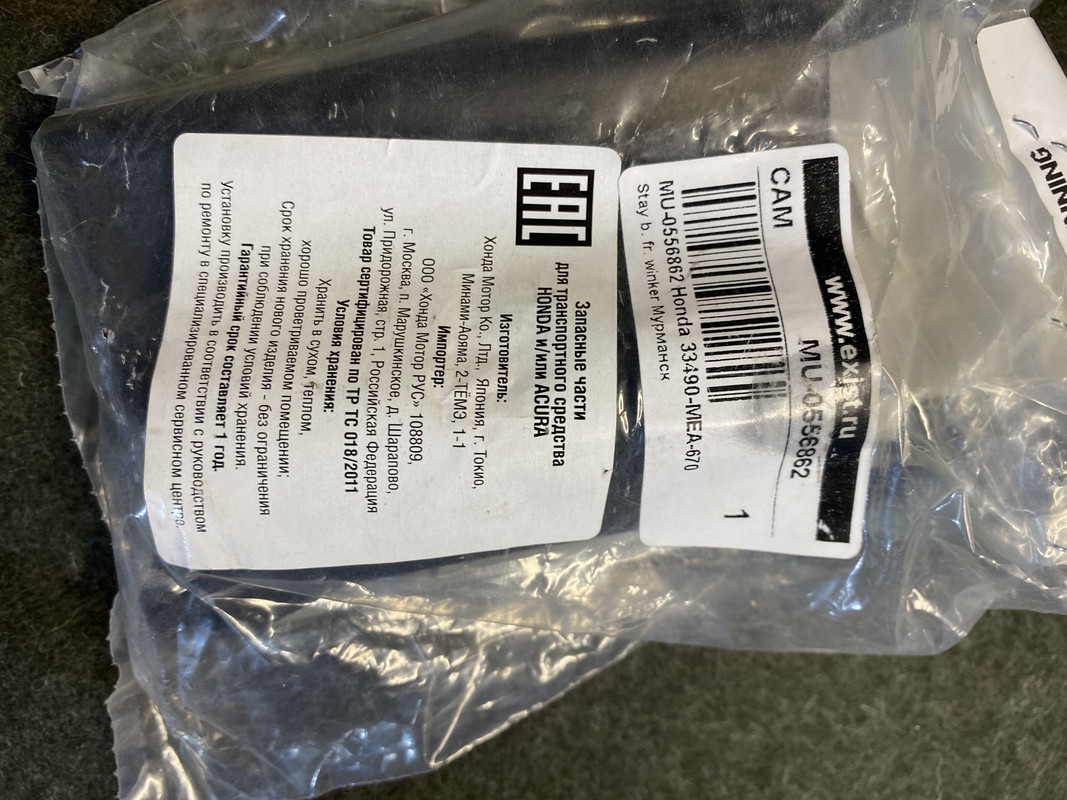 www.exist.ru
MU-0556862
САМ
1
MU-0556862 Honda 33490-MEA-670
Stay b. fr. winker Мурманск
EAC
Запасные части
для транспортного средства
HONDA и/или ACURA
Изготовитель:
Хонда Мотор Ко., Лтд., Япония, г. Токио,
Минами-Аояма, 2-ТЁМЭ, 1-1
Импортер:
ООО «Хонда Мотор РУС» 108809,
г. Москва, п. Марушкинское, д. Шарапово,
ул. Придорожная, стр. 1, Российская Федерация
Товар сертифицирован по ТР ТС 018/2011
Условия хранения:
Хранить в сухом, теплом,
хорошо проветриваемом помещении;
Срок хранения нового изделия - без ограничения
при соблюдении условий хранения.
Гарантийный срок составляет 1 год.
Установку производить в соответствии с руководством
по ремонту в специализированном сервисном центре.